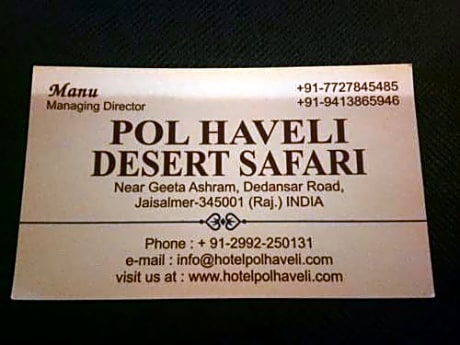 Manu
Managing Director
+91-7727845485
+91-9413865946
POL HAVELI
DESERT SAFARI
Near Geeta Ashram, Dedansar Road,
Jaisalmer-345001 (Raj.) INDIA
Phone : + 91-2992-250131
e-mail : info@hotelpolhaveli.com
visit us at : www.hotelpolhaveli.com